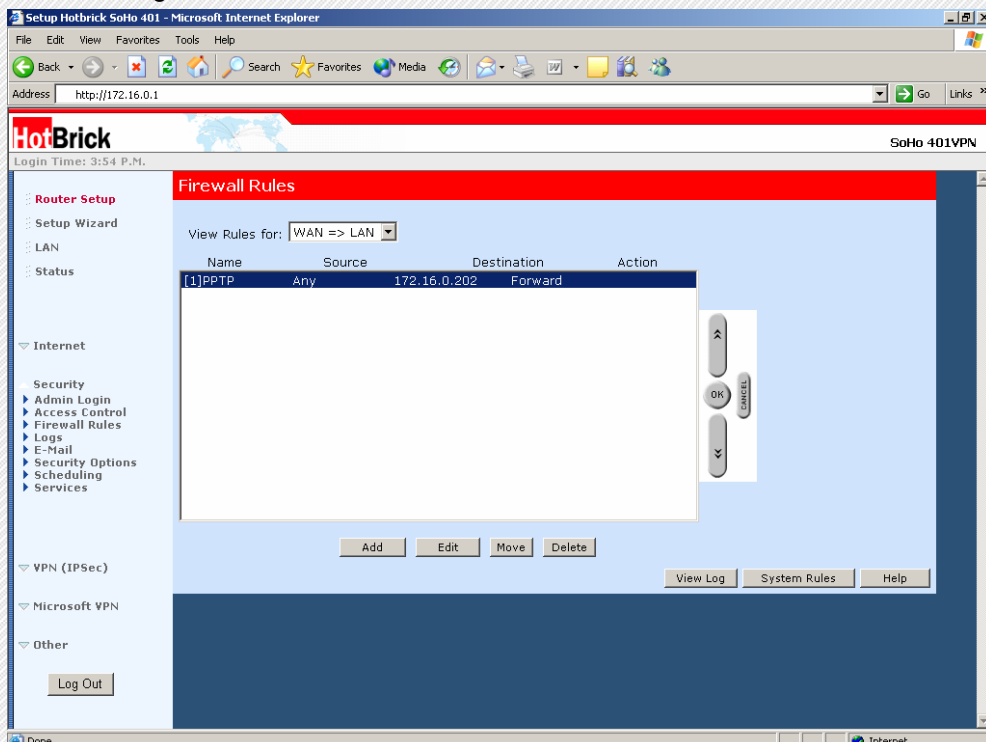 Setup Hotbrick SoHo 401 - Microsoft Internet Explorer
File Edit View Favorites Tools Help
Back Search Favorites Media
Address http://172.16.0.1 Go Links »
HotBrick
SoHo 401VPN
Login Time: 3:54 P.M.
Router Setup
Setup Wizard
LAN
Status
Internet
Security
Admin Login
Access Control
Firewall Rules
Logs
E-Mail
Security Options
Scheduling
Services
VPN (IPSec)
Microsoft VPN
Other
Log Out
Firewall Rules
View Rules for: WAN => LAN
Name Source Destination Action
[1]PPTP Any 172.16.0.202 Forward
OK CANCEL
Add Edit Move Delete
View Log System Rules Help
Done Internet